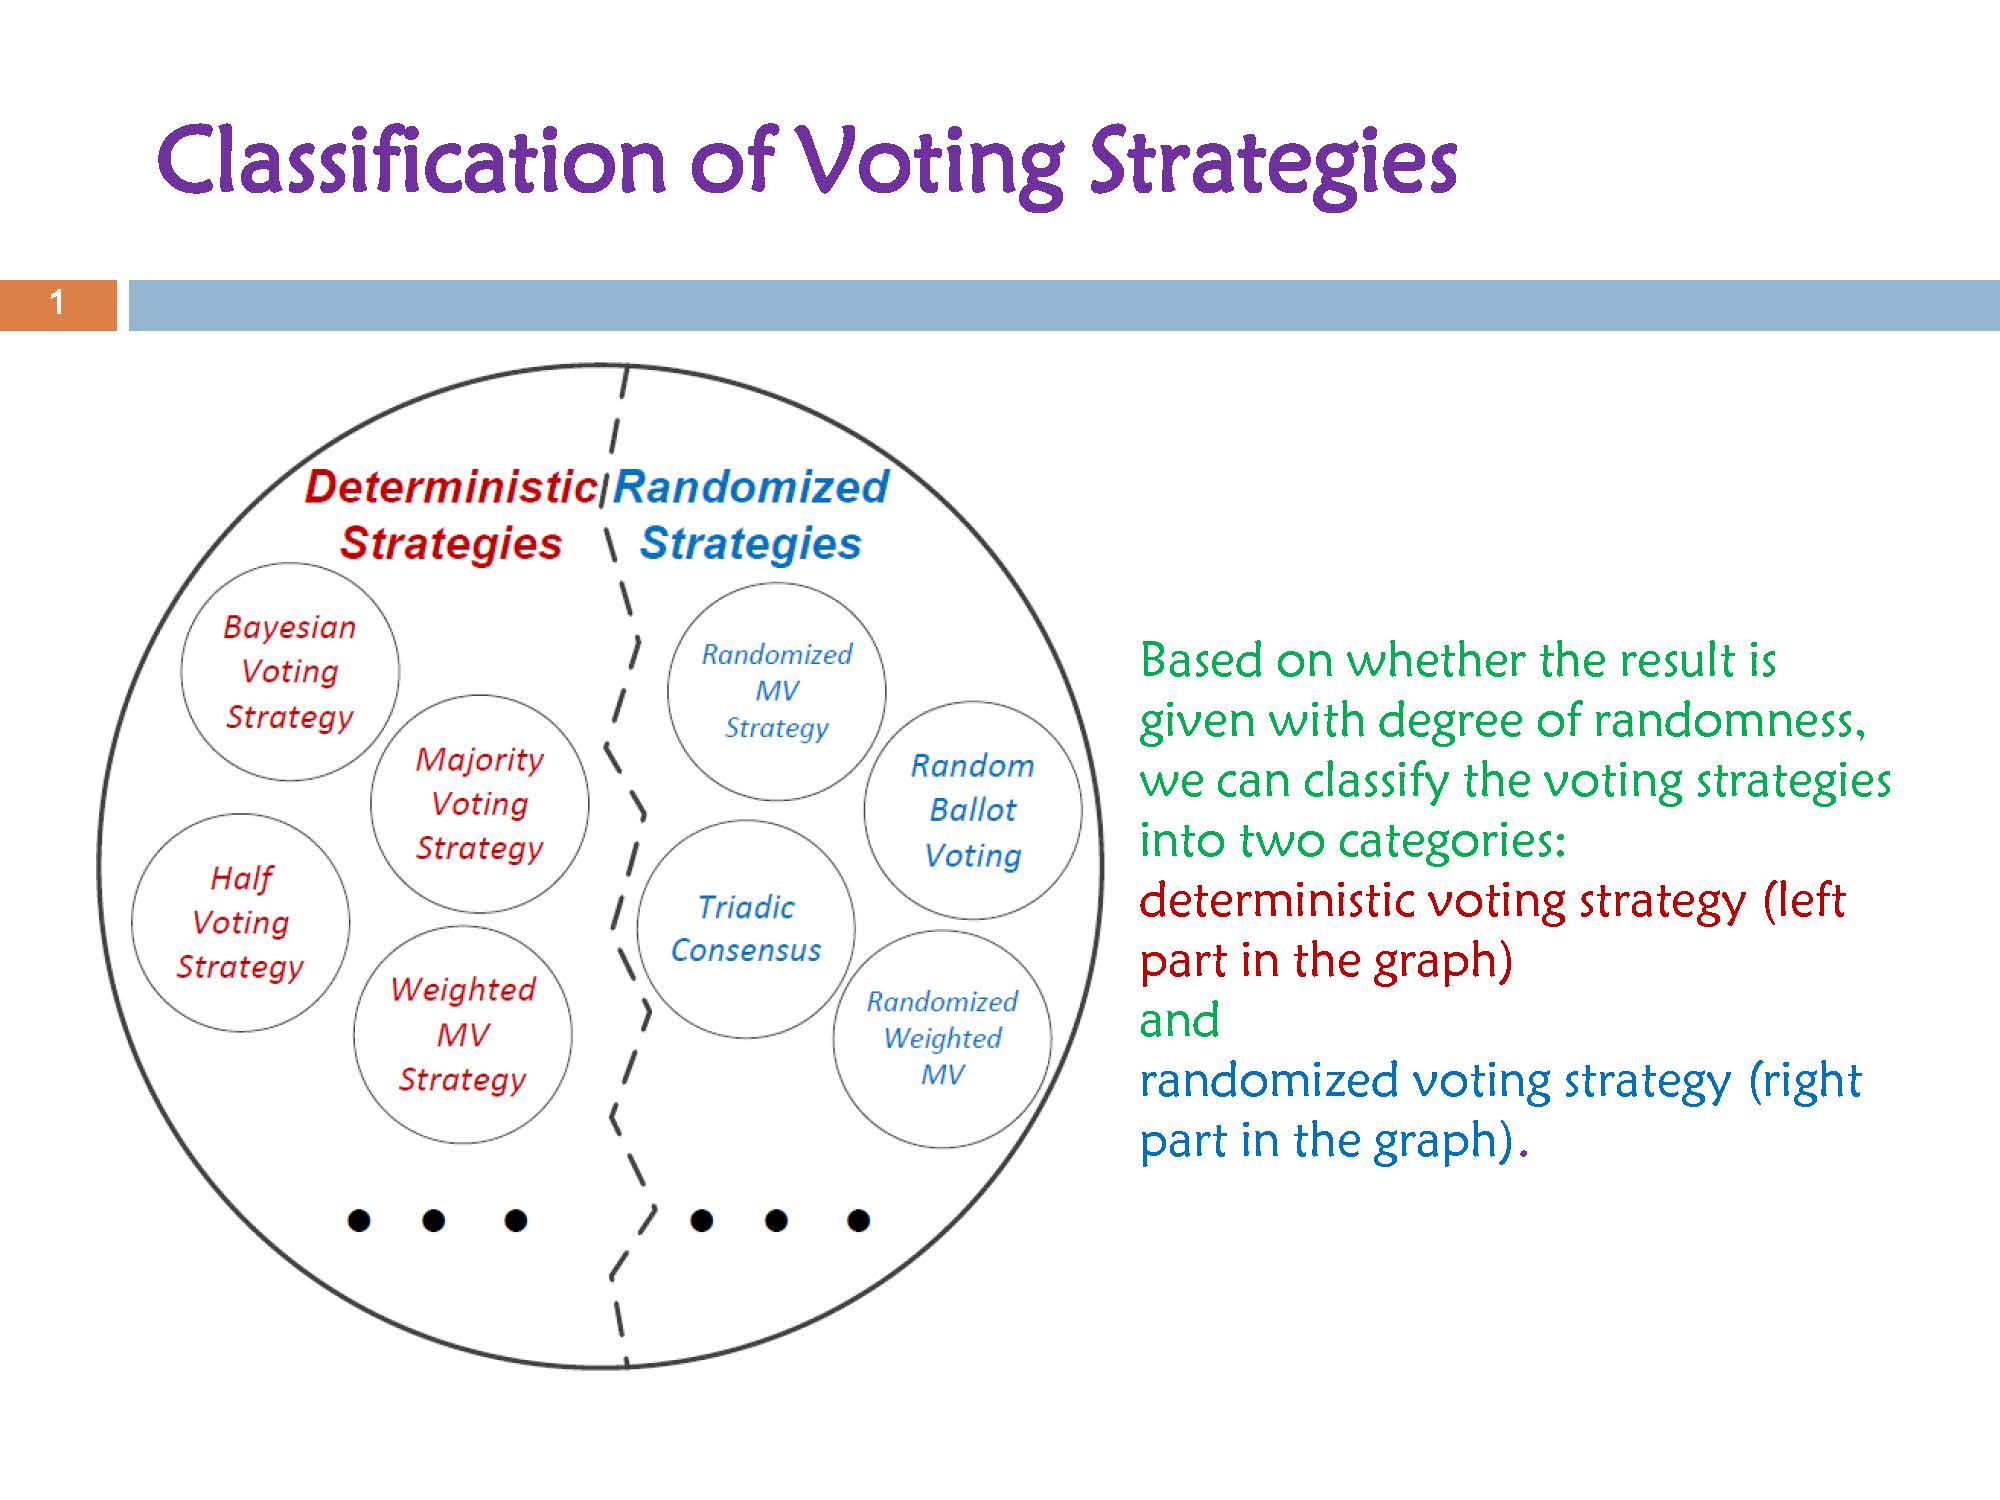 Classification of Voting Strategies
1
Deterministic
Strategies
Randomized
Strategies
Bayesian
Voting
Strategy
Majority
Voting
Strategy
Half
Voting
Strategy
Weighted
MV
Strategy
Randomized
MV
Strategy
Random
Ballot
Voting
Triadic
Consensus
Randomized
Weighted
MV
Based on whether the result is
given with degree of randomness,
we can classify the voting strategies
into two categories:
deterministic voting strategy (left
part in the graph)
and
randomized voting strategy (right
part in the graph).